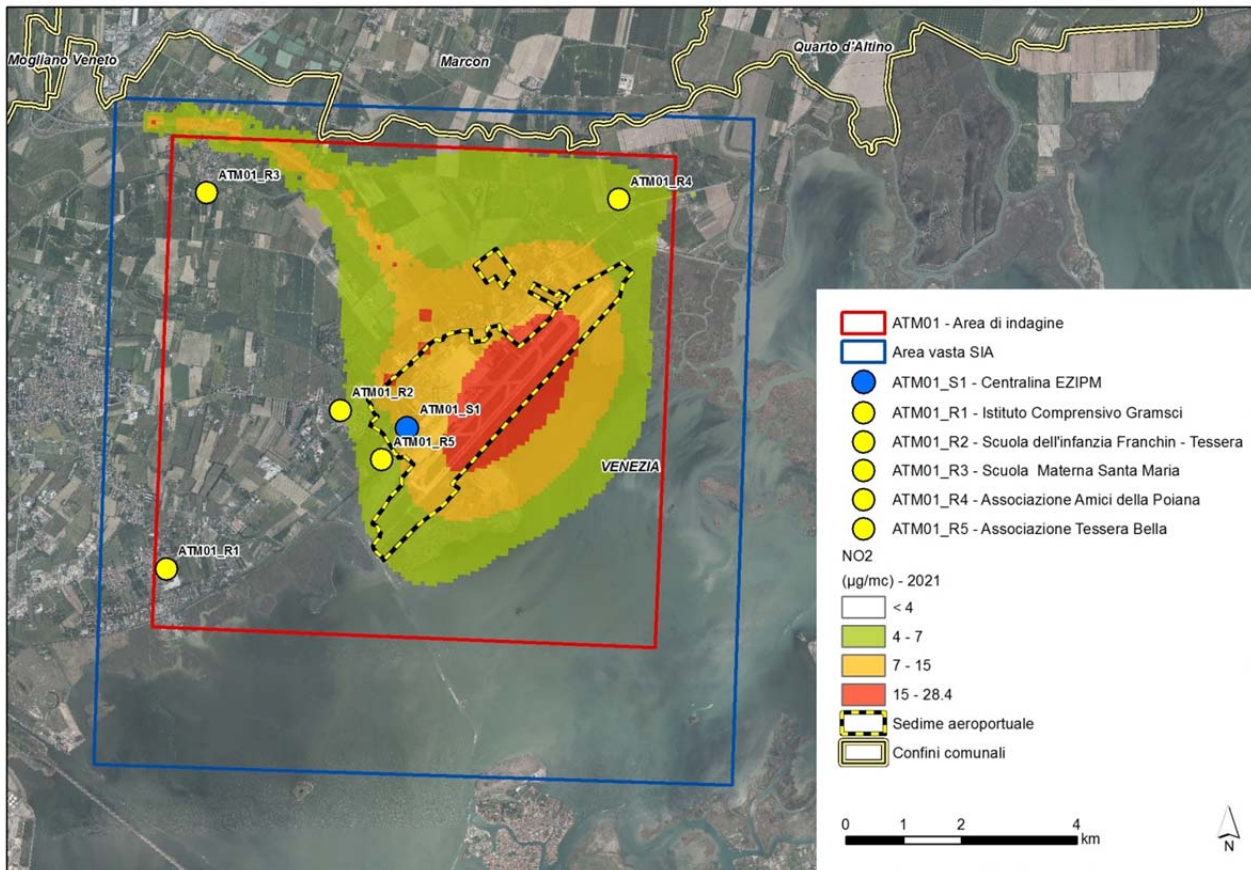 Mogliano Veneto
Marcon
Quarto d'Altino
ATM01_R3
ATM01_R4
ATM01_R2
ATM01_S1
ATM01_R5
VENEZIA
ATM01_R1
ATM01 - Area di indagine
Area vasta SIA
ATM01_S1 - Centralina EZIPM
ATM01_R1 - Istituto Comprensivo Gramsci
ATM01_R2 - Scuola dell'infanzia Franchin - Tessera
ATM01_R3 - Scuola Materna Santa Maria
ATM01_R4 - Associazione Amici della Poiana
ATM01_R5 - Associazione Tessera Bella
NO2
(µg/mc) - 2021
< 4
4 - 7
7 - 15
15 - 28.4
Sedime aeroportuale
Confini comunali
0 1 2 4
km
N